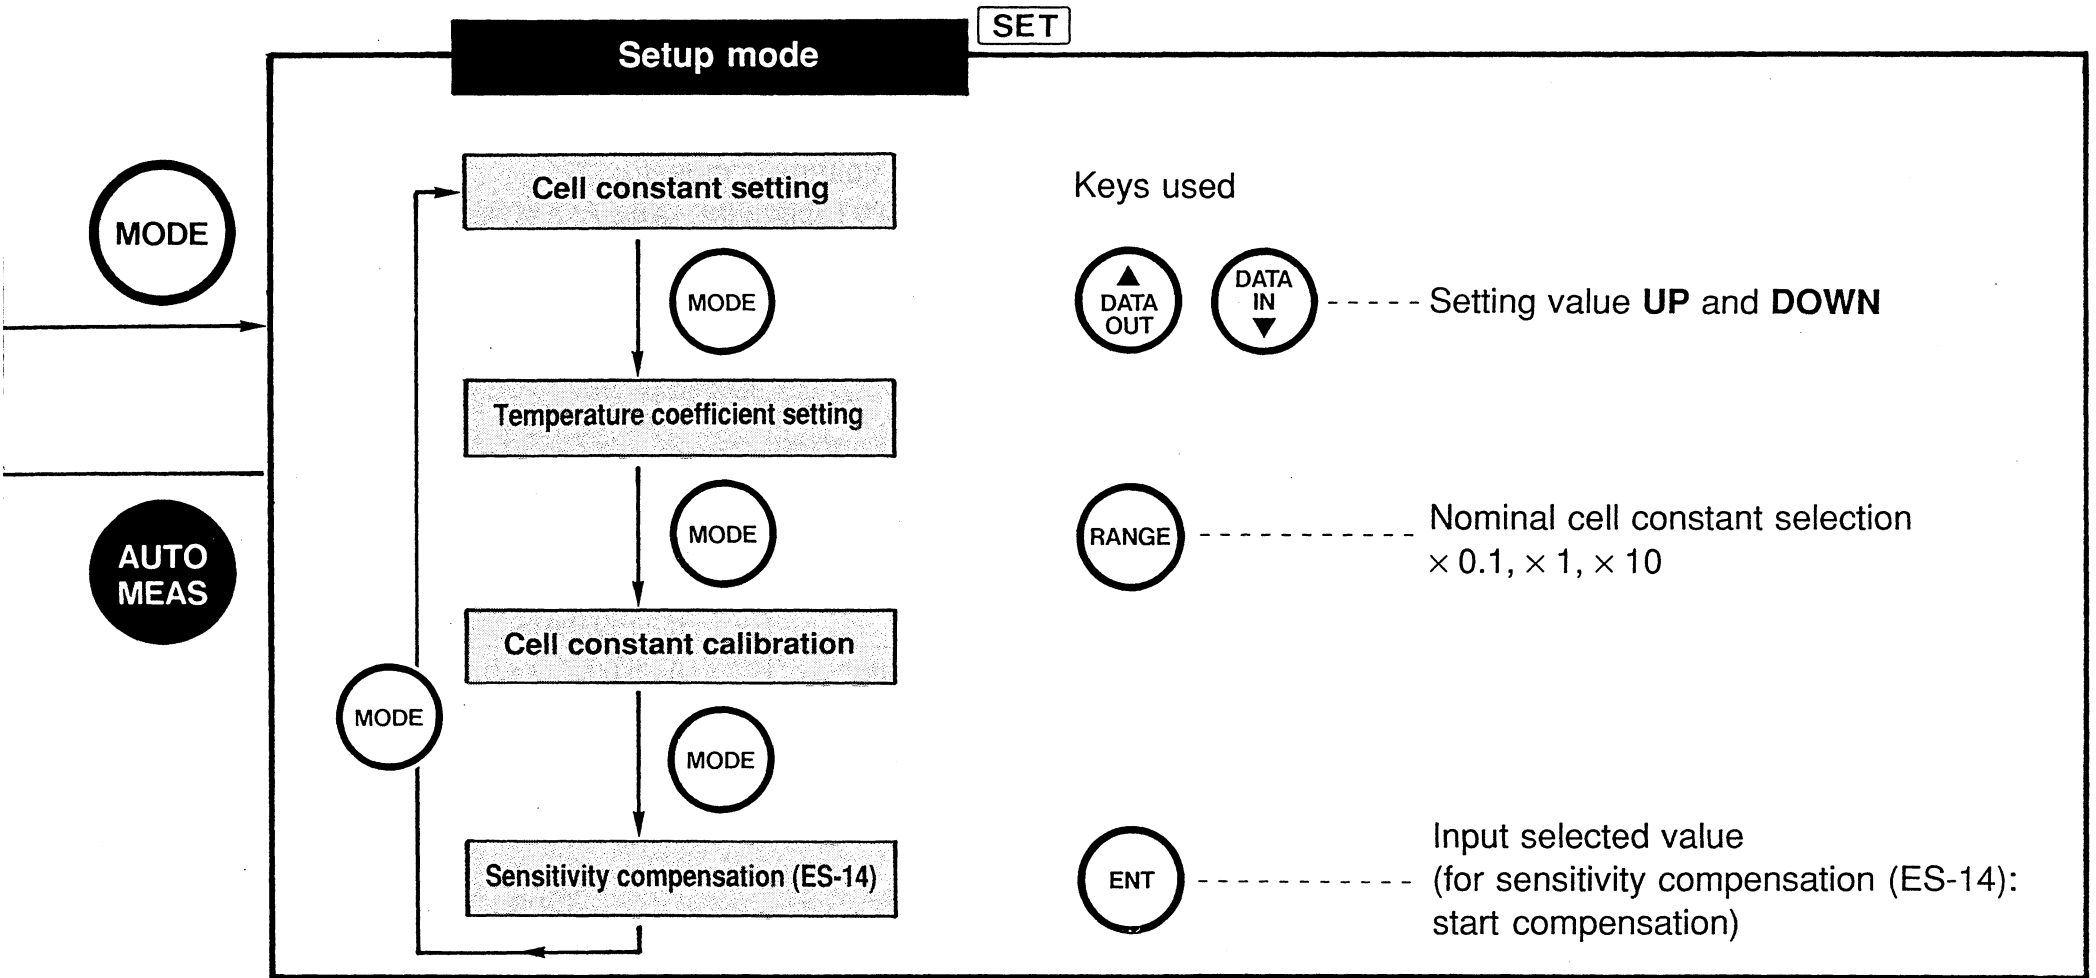 SET
Setup mode
MODE
Cell constant setting
Keys used
MODE
▲
DATA
OUT
DATA
IN
▼
Setting value UP and DOWN
Temperature coefficient setting
AUTO
MEAS
MODE
RANGE
Nominal cell constant selection
× 0.1, × 1, × 10
Cell constant calibration
MODE
MODE
Sensitivity compensation (ES-14)
ENT
Input selected value
(for sensitivity compensation (ES-14):
start compensation)